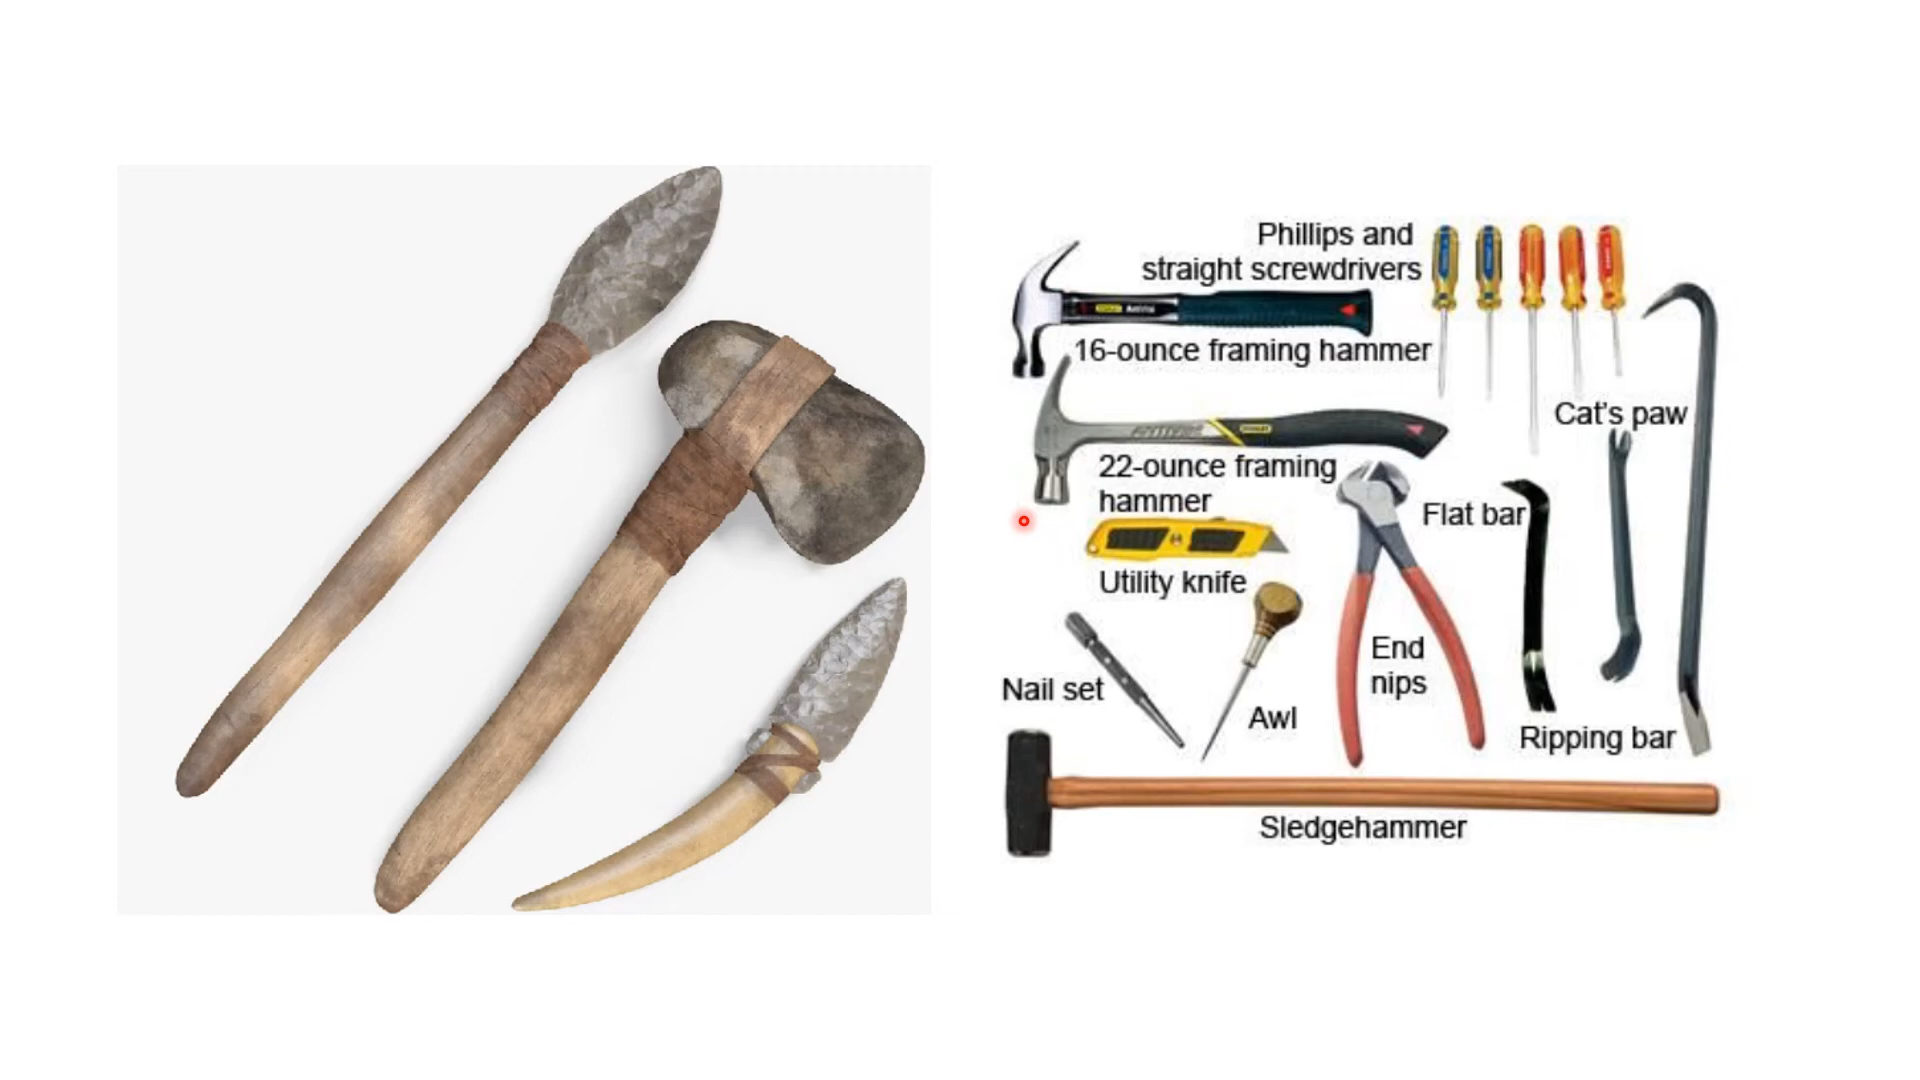 Phillips and
straight screwdrivers
16-ounce framing hammer
Cat's paw
22-ounce framing
hammer
Flat bar
Utility knife
End
nips
Nail set
Awl
Ripping bar
Sledgehammer